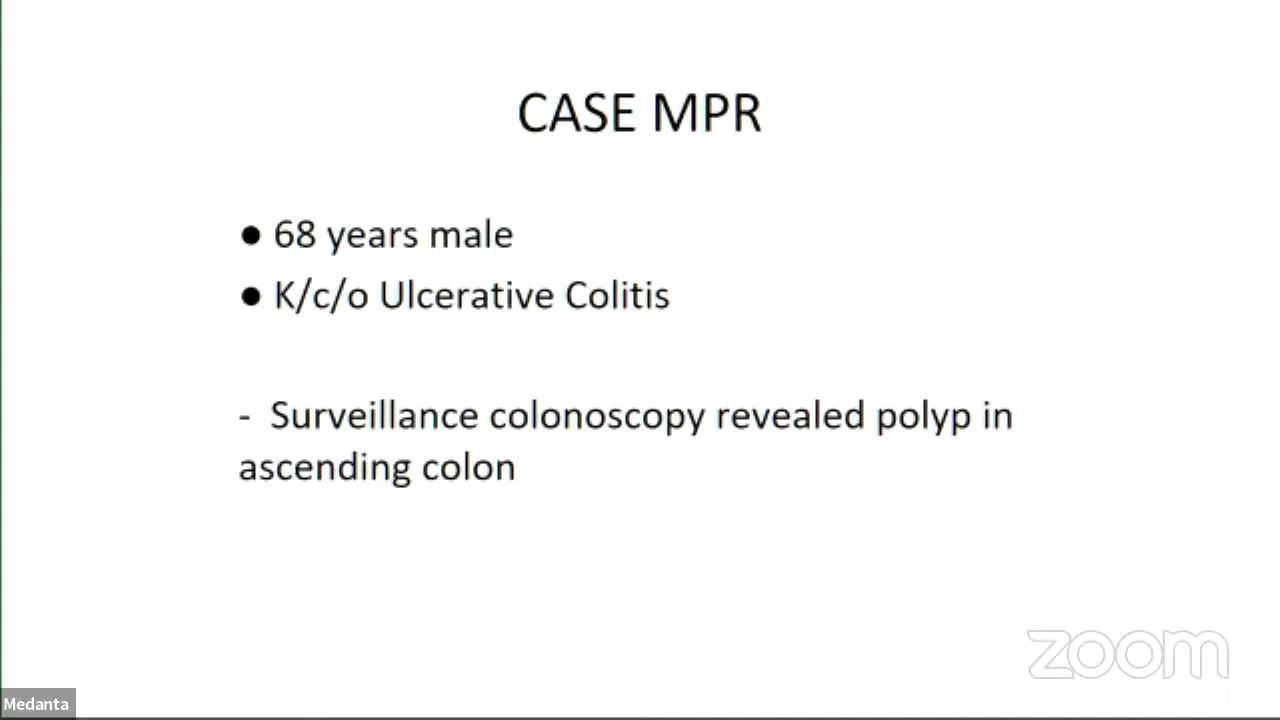 CASE MPR
● 68 years male
● K/c/o Ulcerative Colitis
- Surveillance colonoscopy revealed polyp in
ascending colon
zoom
Medanta